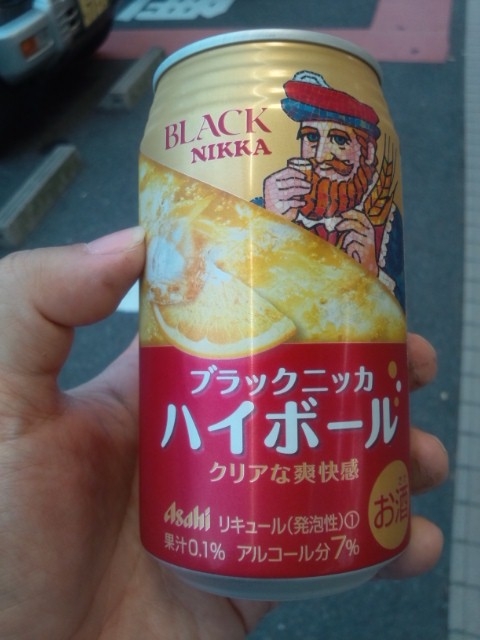 BLACK
NIKKA
ブラックニッカ
ハイボール
クリアな爽快感
Asahi リキュール(発泡性)①
果汁0.1% アルコール分7%
お酒